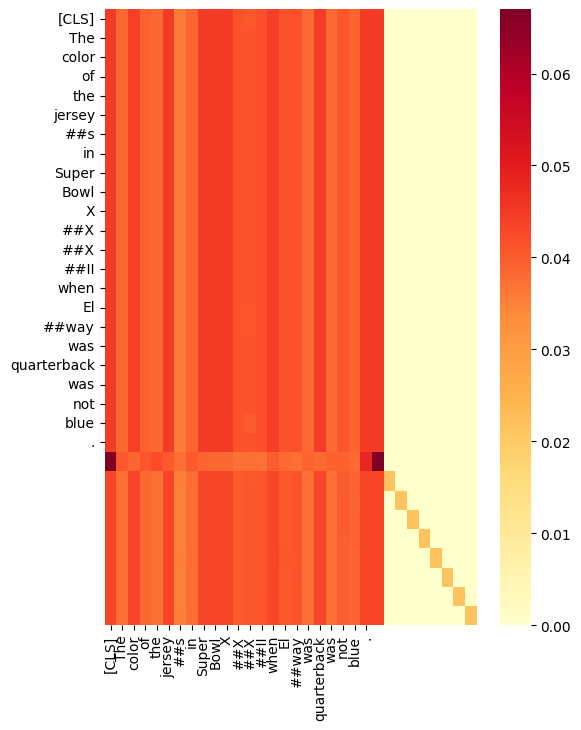 [CLS]
The
color
of
the
jersey
##s
in
Super
Bowl
X
##X
##X
##II
when
El
##way
was
quarterback
was
not
blue
.
0.06
0.05
0.04
0.03
0.02
0.01
0.00
[CLS]
The
color
of
the
jersey
##s
in
Super
Bowl
X
##X
##X
##II
when
El
##way
was
quarterback
was
not
blue
.